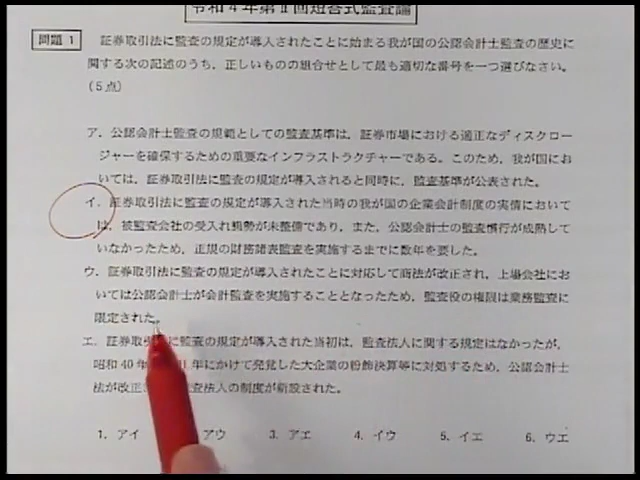 令和4年第Ⅱ回短答式監査論
問題1 証券取引法に監査の規定が導入されたことに始まる我が国の公認会計士監査の歴史に
関する次の記述のうち，正しいものの組合せとして最も適切な番号を一つ選びなさい。
（5点）
ア．公認会計士監査の規範としての監査基準は，証券市場における適正なディスクロー
ジャーを確保するための重要なインフラストラクチャーである。このため，我が国にお
いては，証券取引法に監査の規定が導入されると同時に，監査基準が公表された。
イ．証券取引法に監査の規定が導入された当時の我が国の企業会計制度の実情において
は，被監査会社の受入れ態勢が未整備であり，また，公認会計士の監査慣行が成熟して
いなかったため，正規の財務諸表監査を実施するまでに数年を要した。
ウ．証券取引法に監査の規定が導入されたことに対応して商法が改正され，上場会社にお
いては公認会計士が会計監査を実施することとなったため，監査役の権限は業務監査に
限定された。
エ．証券取引 に監査の規定が導入された当初は，監査法人に関する規定はなかったが，
昭和40年 年にかけて発覚した大企業の粉飾決算等に対処するため，公認会計士
法が改正 査法人の制度が新設された。
1．アイ アウ 3．アエ 4．イウ 5．イエ 6．ウエ